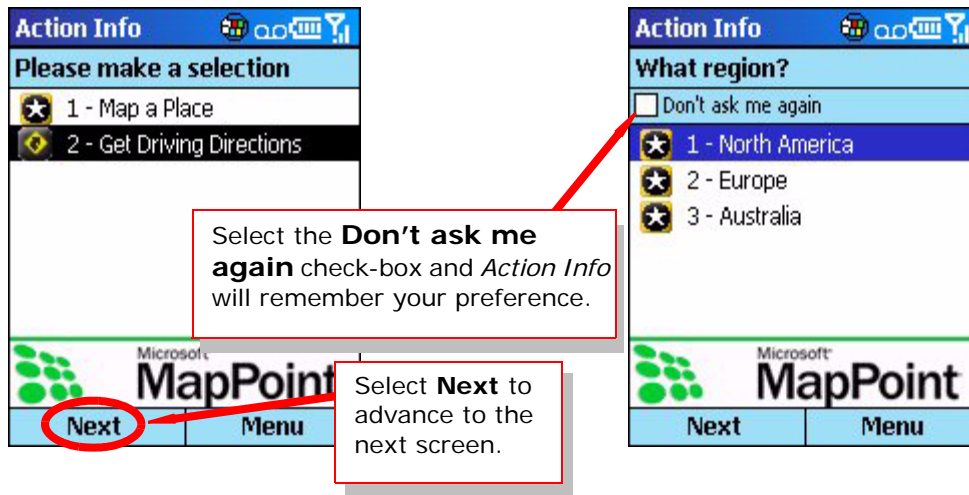 Action Info
Please make a selection
1 - Map a Place
2 - Get Driving Directions
Microsoft
MapPoint
Next Menu
Select the Don't ask me
again check-box and Action Info
will remember your preference.
Select Next to
advance to the
next screen.
Action Info
What region?
Don't ask me again
1 - North America
2 - Europe
3 - Australia
Microsoft
MapPoint
Next Menu